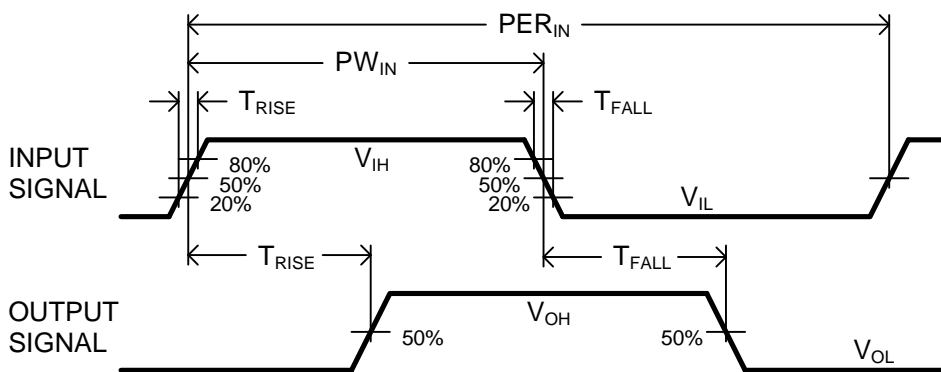 PER_IN
PW_IN
T_RISE
T_FALL
INPUT
SIGNAL
V_IH
80%
50%
20%
80%
50%
20%
V_IL
T_RISE
T_FALL
OUTPUT
SIGNAL
V_OH
50%
50%
V_OL